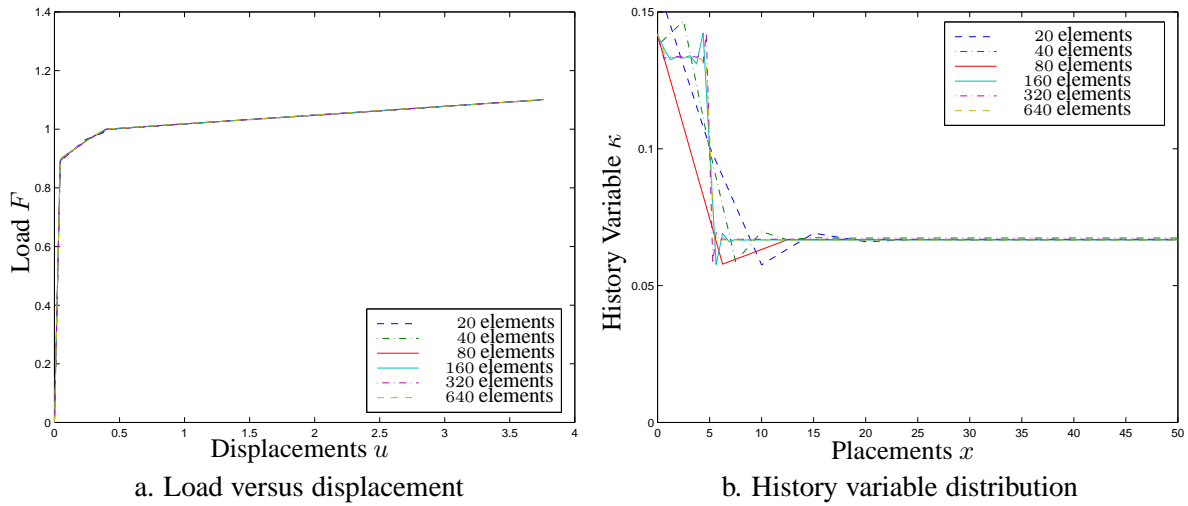 1.4
1.2
1
0.8
0.6
0.4
0.2
0
0
0.5
1
1.5
2
2.5
3
3.5
4
Load F
Displacements u
20 elements
40 elements
80 elements
160 elements
320 elements
640 elements
a. Load versus displacement
0.15
0.1
0.05
0
0
5
10
15
20
25
30
35
40
45
50
History Variable κ
Placements x
20 elements
40 elements
80 elements
160 elements
320 elements
640 elements
b. History variable distribution